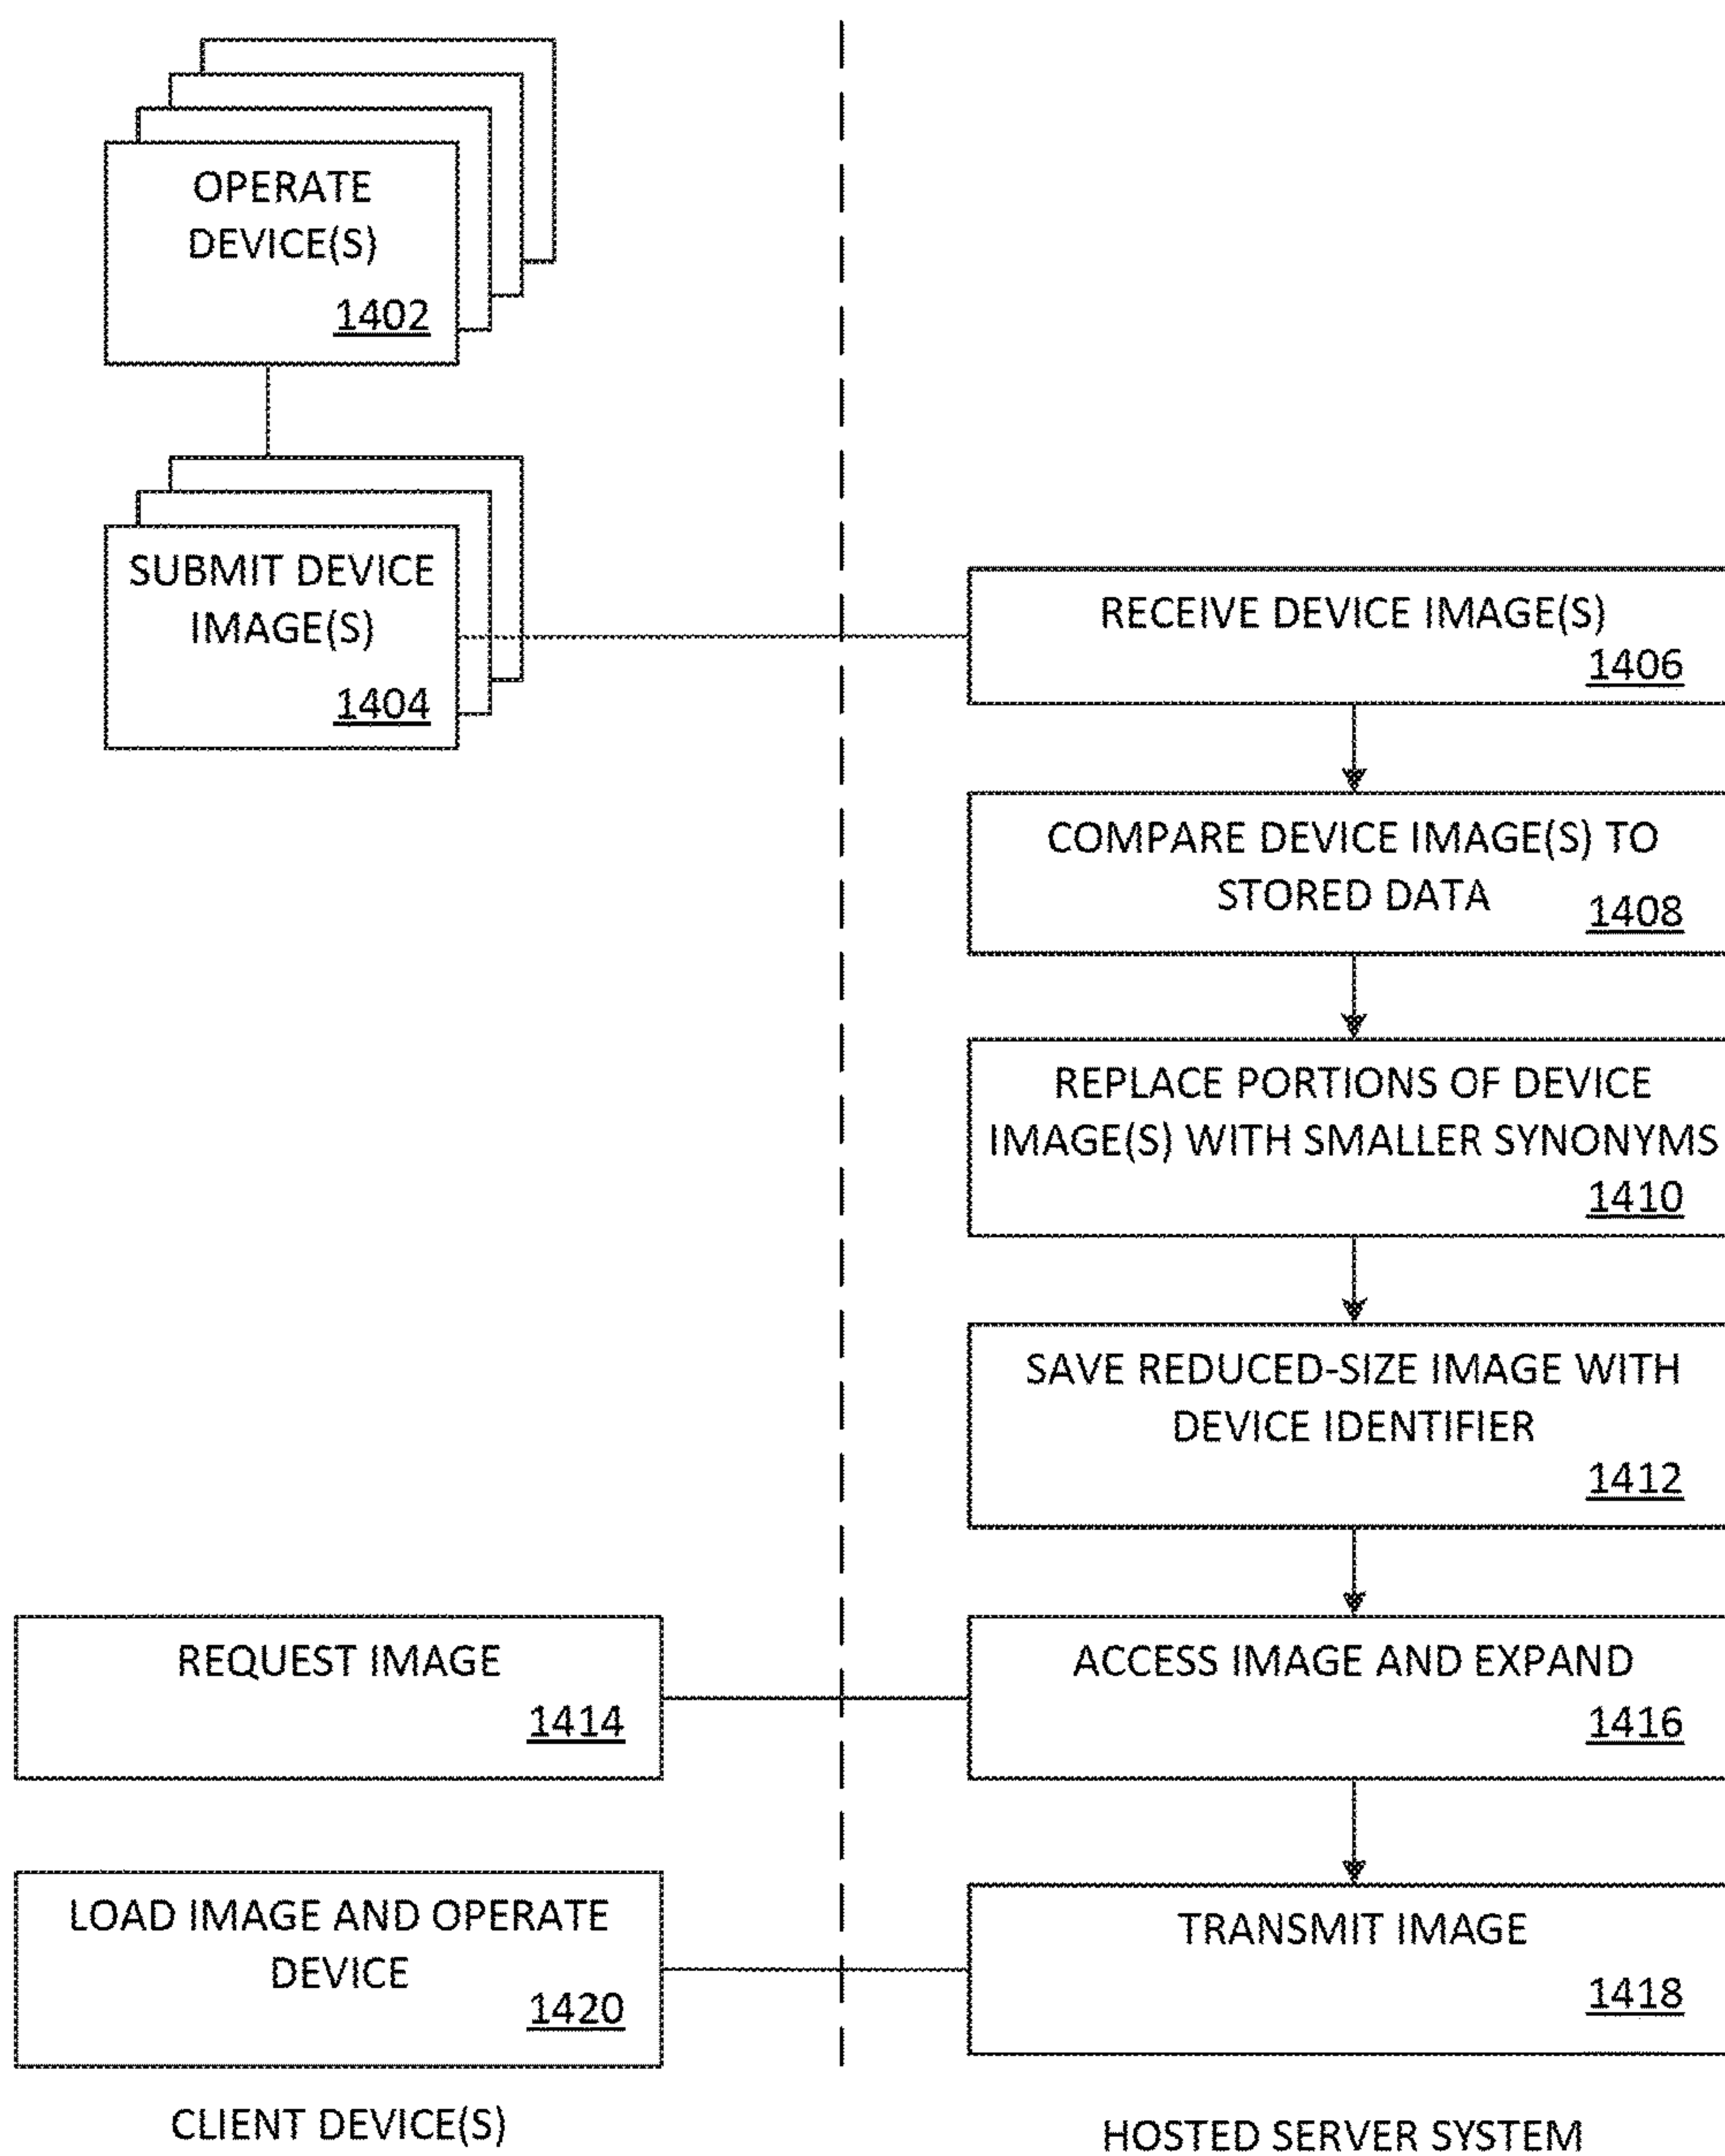 OPERATE
DEVICE(S)
1402
SUBMIT DEVICE
IMAGE(S)
1404
RECEIVE DEVICE IMAGE(S)
1406
COMPARE DEVICE IMAGE(S) TO
STORED DATA
1408
REPLACE PORTIONS OF DEVICE
IMAGE(S) WITH SMALLER SYNONYMS
1410
SAVE REDUCED-SIZE IMAGE WITH
DEVICE IDENTIFIER
1412
REQUEST IMAGE
1414
ACCESS IMAGE AND EXPAND
1416
LOAD IMAGE AND OPERATE
DEVICE
1420
TRANSMIT IMAGE
1418
CLIENT DEVICE(S)
HOSTED SERVER SYSTEM